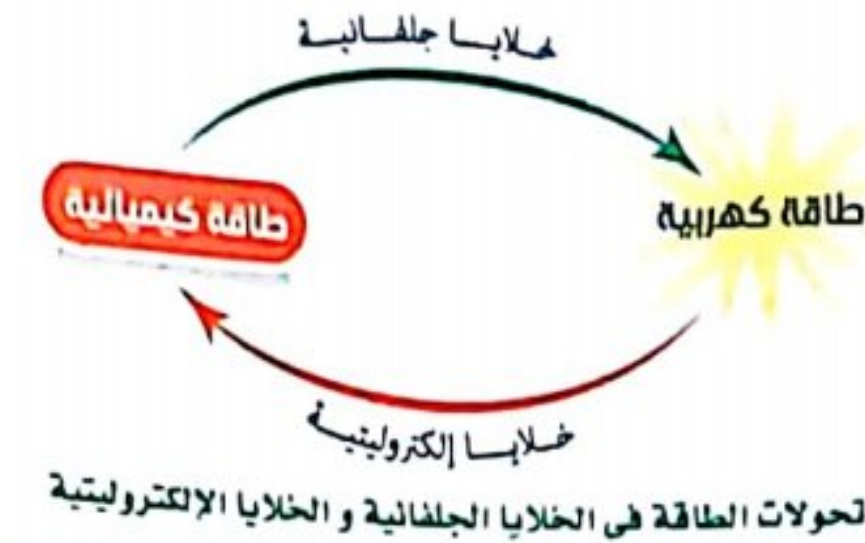 خلايا جلفانية
طاقة كهربية
طاقة كيميائية
خلايا إلكتروليتية
تحولات الطاقة فى الخلايا الجلفانية و الخلايا الإلكتروليتية